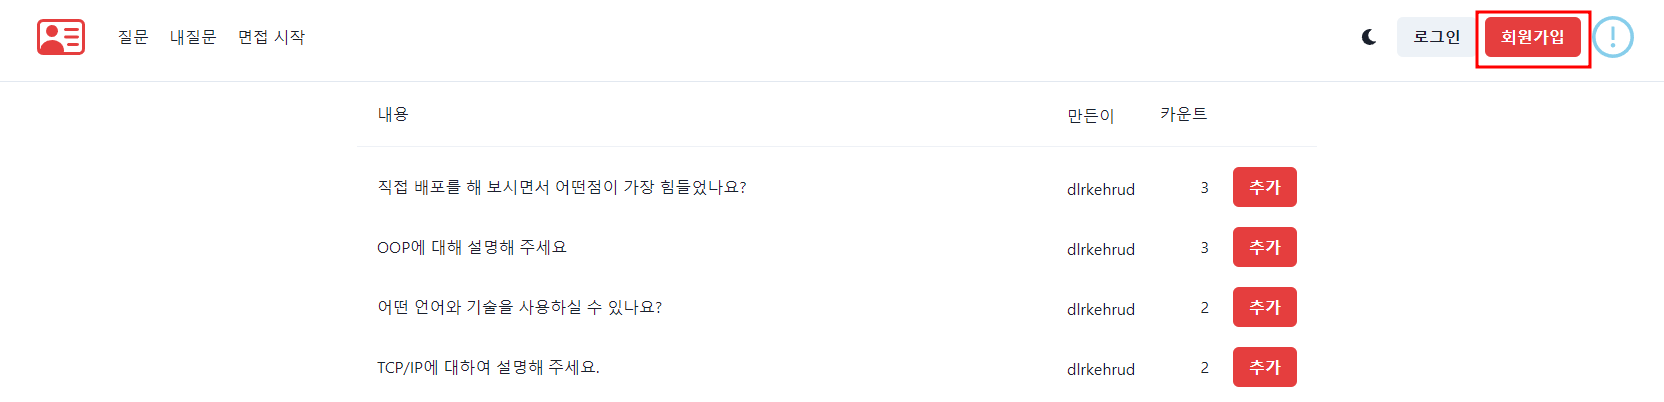 질문 내질문 면접 시작 로그인 회원가입
내용 만든이 카운트
직접 배포를 해 보시면서 어떤점이 가장 힘들었나요? dlrkehrud 3 추가
OOP에 대해 설명해 주세요 dlrkehrud 3 추가
어떤 언어와 기술을 사용하실 수 있나요? dlrkehrud 2 추가
TCP/IP에 대하여 설명해 주세요. dlrkehrud 2 추가